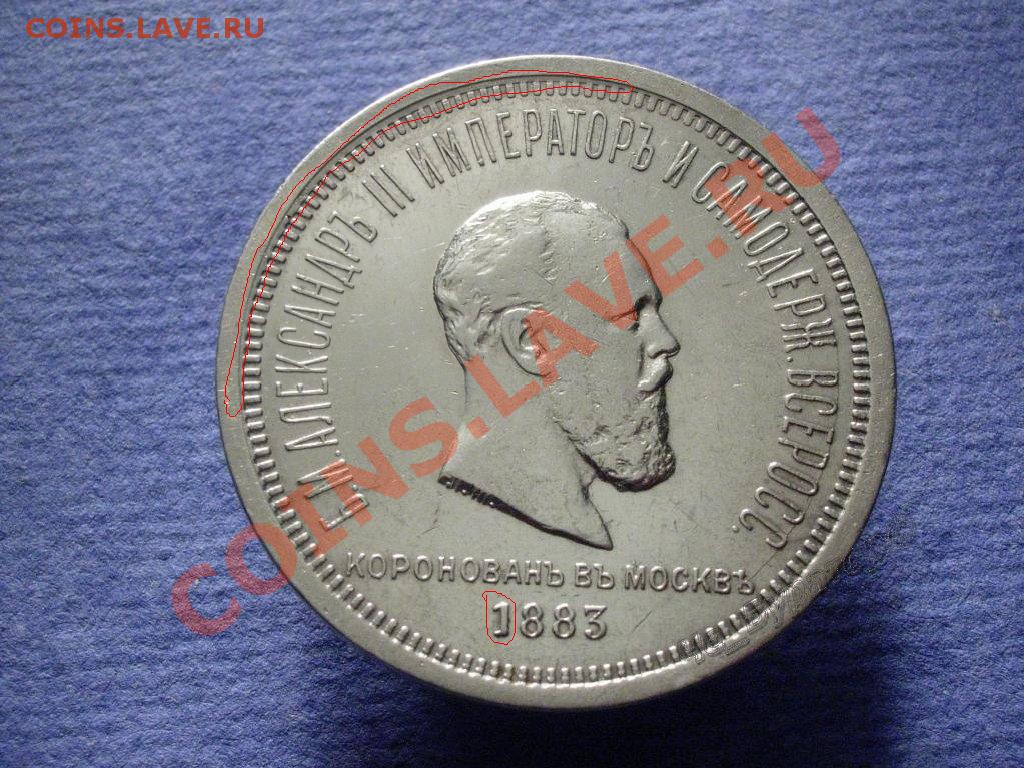 COINS.LAVE.RU
Б.М.АЛЕКСАНДРЪ III ИМПЕРАТОРЪ И САМОДЕРЖ. ВСЕРОСС.
КОРОНОВАНЪ ВЪ МОСКВѢ
1883
COINS.LAVE.RU